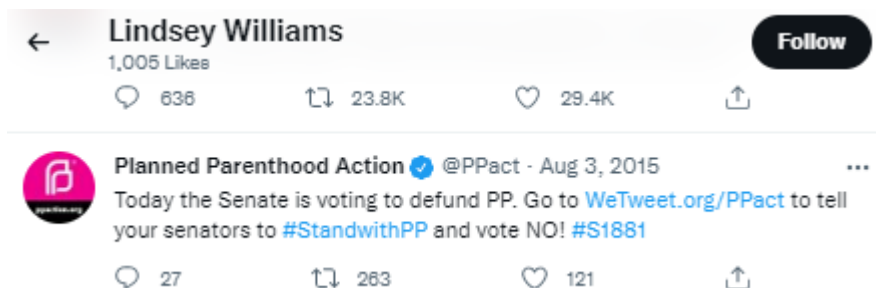 Lindsey Williams
1,005 Likes
Follow
636 23.8K 29.4K
Planned Parenthood Action @PPact · Aug 3, 2015
Today the Senate is voting to defund PP. Go to WeTweet.org/PPact to tell
your senators to #StandwithPP and vote NO! #S1881
ppaction.org
27 263 121